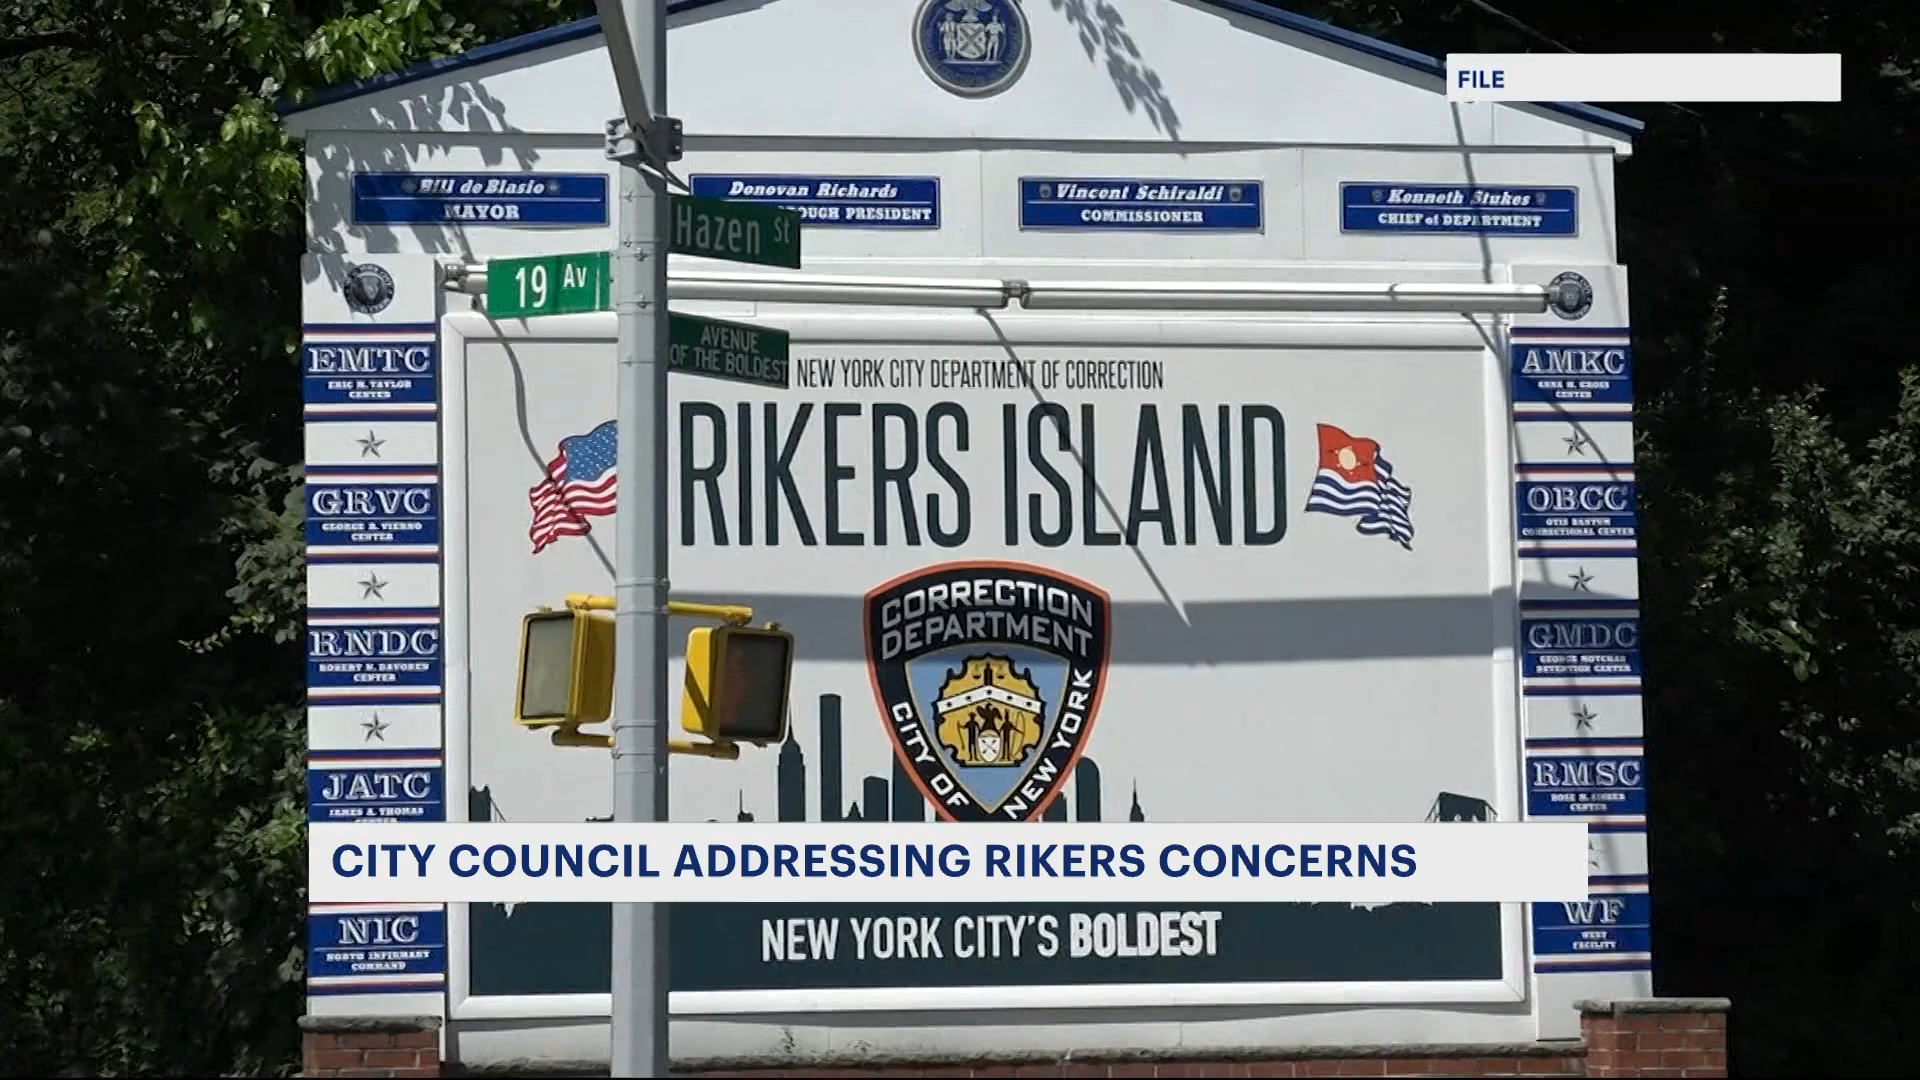 FILE
Bill de Blasio
MAYOR
Donovan Richards
OUGH PRESIDENT
Vincent Schiraldi
COMMISSIONER
Kenneth Stukes
CHIEF of DEPARTMENT
Hazen St
19 Av
AVENUE
OF THE BOLDEST
NEW YORK CITY DEPARTMENT OF CORRECTION
RIKERS ISLAND
CORRECTION
DEPARTMENT
CITY OF
NEW YORK
EMTC
ERIC M. TAYLOR
CENTER
GRVC
GEORGE R. VIERNO
CENTER
RNDC
ROBERT N. DAVOREN
CENTER
JATC
JAMES A. THOMAS
CENTER
NIC
NORTH INFIRMARY
COMMAND
AMKC
ANNA M. KROSS
CENTER
OBCC
OTIS BANTUM
CORRECTIONAL CENTER
GMDC
GEORGE MOTCHAN
DETENTION CENTER
RMSC
ROSE M. SINGER
CENTER
WF
WEST
FACILITY
CITY COUNCIL ADDRESSING RIKERS CONCERNS
NEW YORK CITY'S BOLDEST